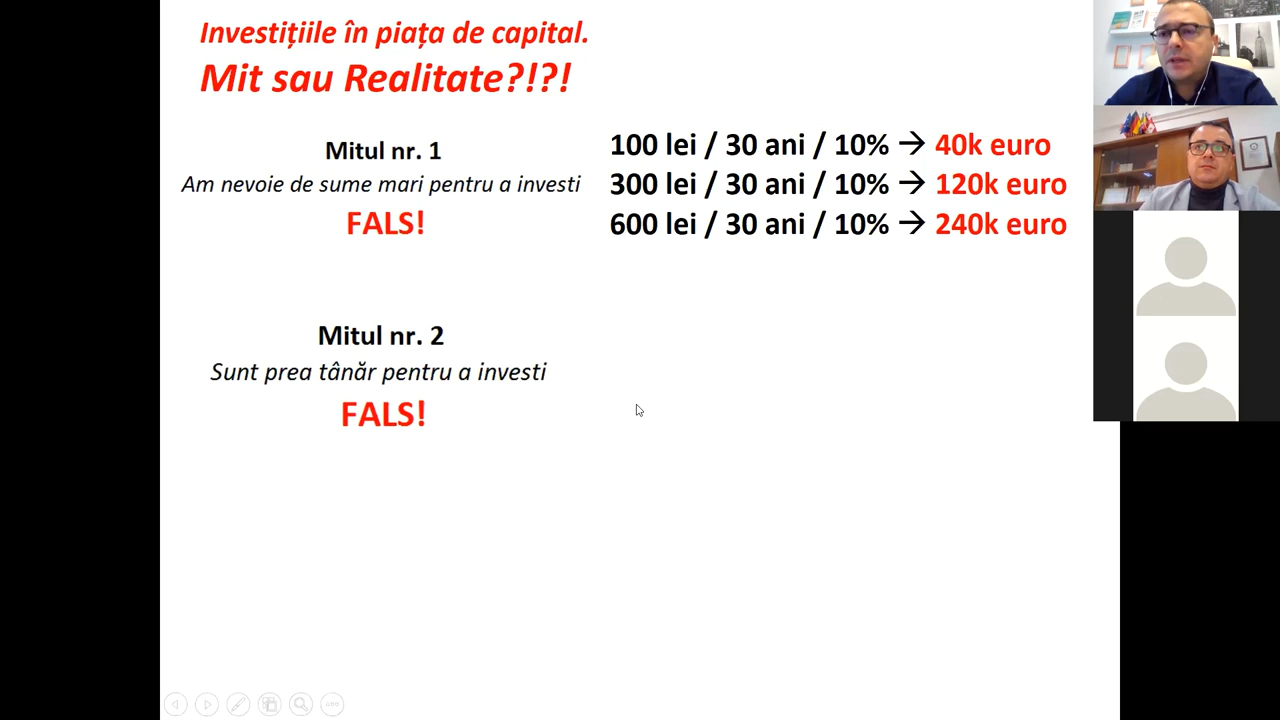 Investițiile în piața de capital.
Mit sau Realitate?!?!
Mitul nr. 1
Am nevoie de sume mari pentru a investi
FALS!
100 lei / 30 ani / 10% → 40k euro
300 lei / 30 ani / 10% → 120k euro
600 lei / 30 ani / 10% → 240k euro
Mitul nr. 2
Sunt prea tânăr pentru a investi
FALS!